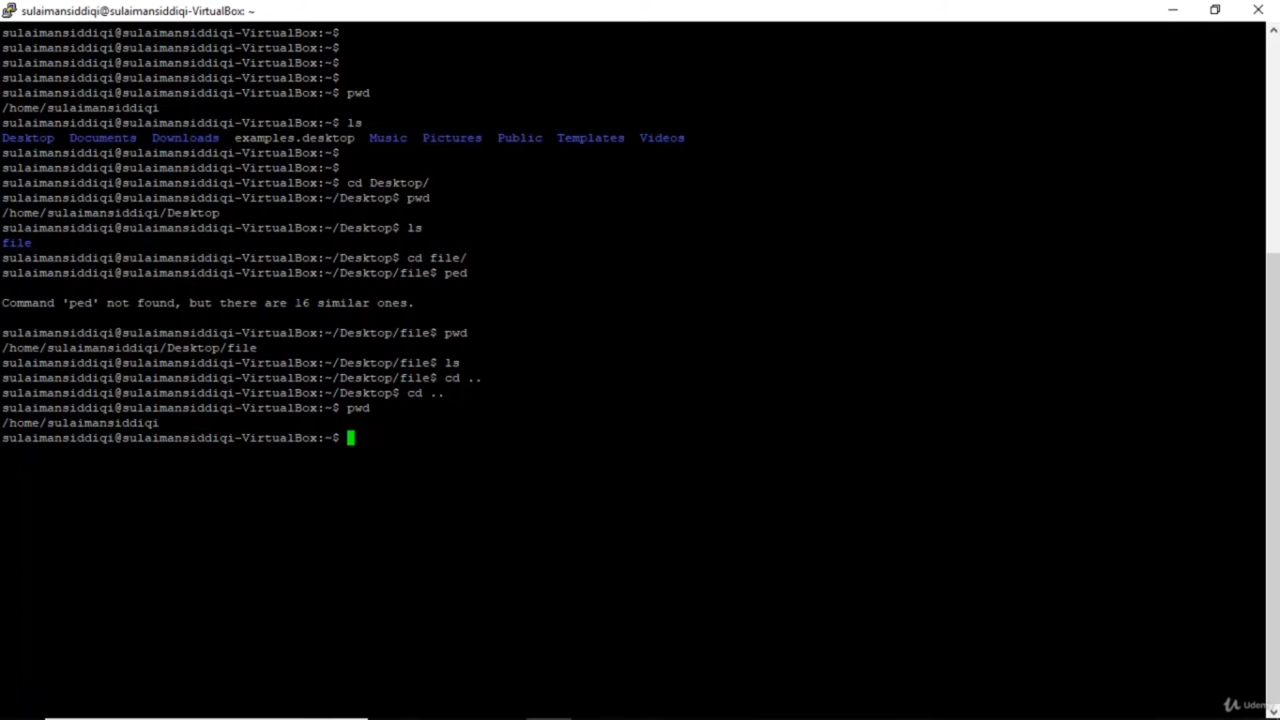 sulaimansiddiqi@sulaimansiddiqi-VirtualBox: ~
sulaimansiddiqi@sulaimansiddiqi-VirtualBox:~$
sulaimansiddiqi@sulaimansiddiqi-VirtualBox:~$
sulaimansiddiqi@sulaimansiddiqi-VirtualBox:~$
sulaimansiddiqi@sulaimansiddiqi-VirtualBox:~$
sulaimansiddiqi@sulaimansiddiqi-VirtualBox:~$ pwd
/home/sulaimansiddiqi
sulaimansiddiqi@sulaimansiddiqi-VirtualBox:~$ ls
Desktop Documents Downloads examples.desktop Music Pictures Public Templates Videos
sulaimansiddiqi@sulaimansiddiqi-VirtualBox:~$
sulaimansiddiqi@sulaimansiddiqi-VirtualBox:~$
sulaimansiddiqi@sulaimansiddiqi-VirtualBox:~$ cd Desktop/
sulaimansiddiqi@sulaimansiddiqi-VirtualBox:~/Desktop$ pwd
/home/sulaimansiddiqi/Desktop
sulaimansiddiqi@sulaimansiddiqi-VirtualBox:~/Desktop$ ls
file
sulaimansiddiqi@sulaimansiddiqi-VirtualBox:~/Desktop$ cd file/
sulaimansiddiqi@sulaimansiddiqi-VirtualBox:~/Desktop/file$ ped
Command 'ped' not found, but there are 16 similar ones.
sulaimansiddiqi@sulaimansiddiqi-VirtualBox:~/Desktop/file$ pwd
/home/sulaimansiddiqi/Desktop/file
sulaimansiddiqi@sulaimansiddiqi-VirtualBox:~/Desktop/file$ ls
sulaimansiddiqi@sulaimansiddiqi-VirtualBox:~/Desktop/file$ cd ..
sulaimansiddiqi@sulaimansiddiqi-VirtualBox:~/Desktop$ cd ..
sulaimansiddiqi@sulaimansiddiqi-VirtualBox:~$ pwd
/home/sulaimansiddiqi
sulaimansiddiqi@sulaimansiddiqi-VirtualBox:~$